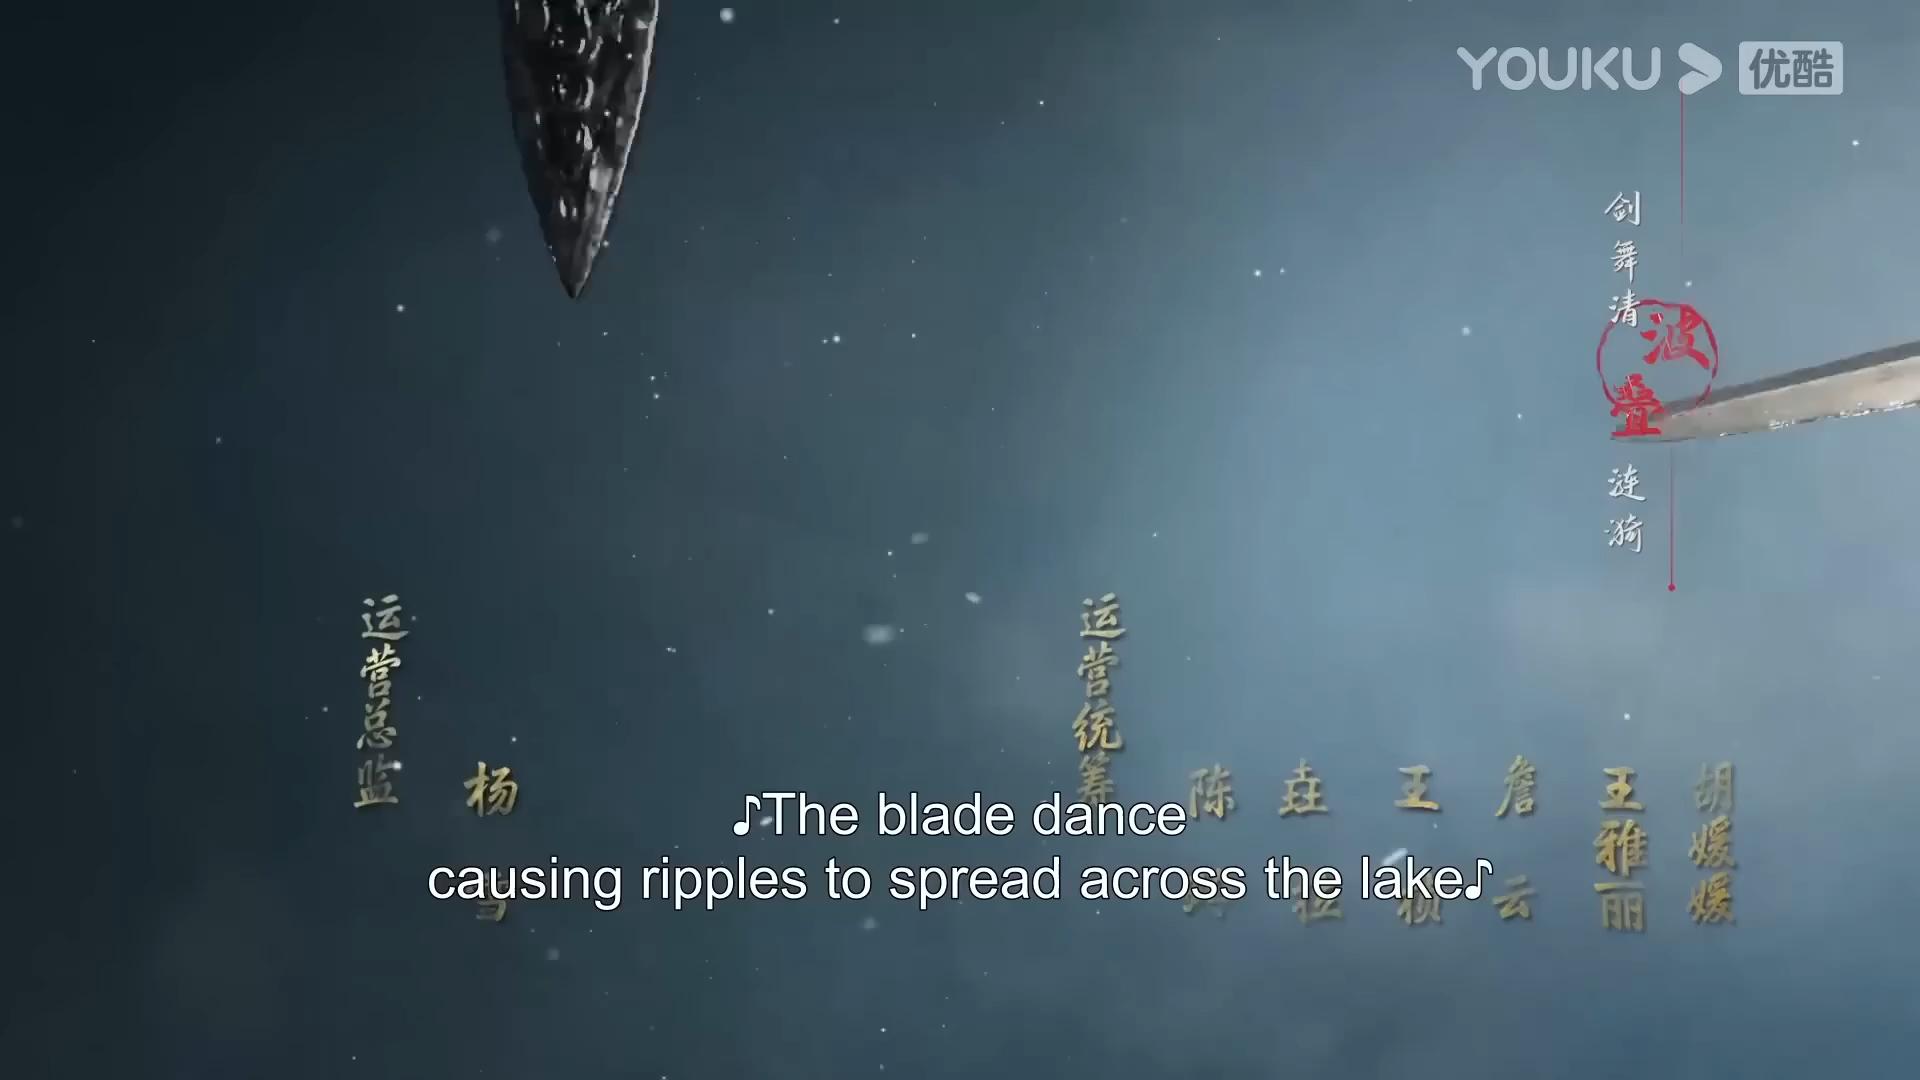 YOUKU 优酷
剑舞清波叠涟漪
运营总监
杨
运营统筹
陈
垚
王
詹云
王雅丽
胡媛媛
♪The blade dance
causing ripples to spread across the lake♪